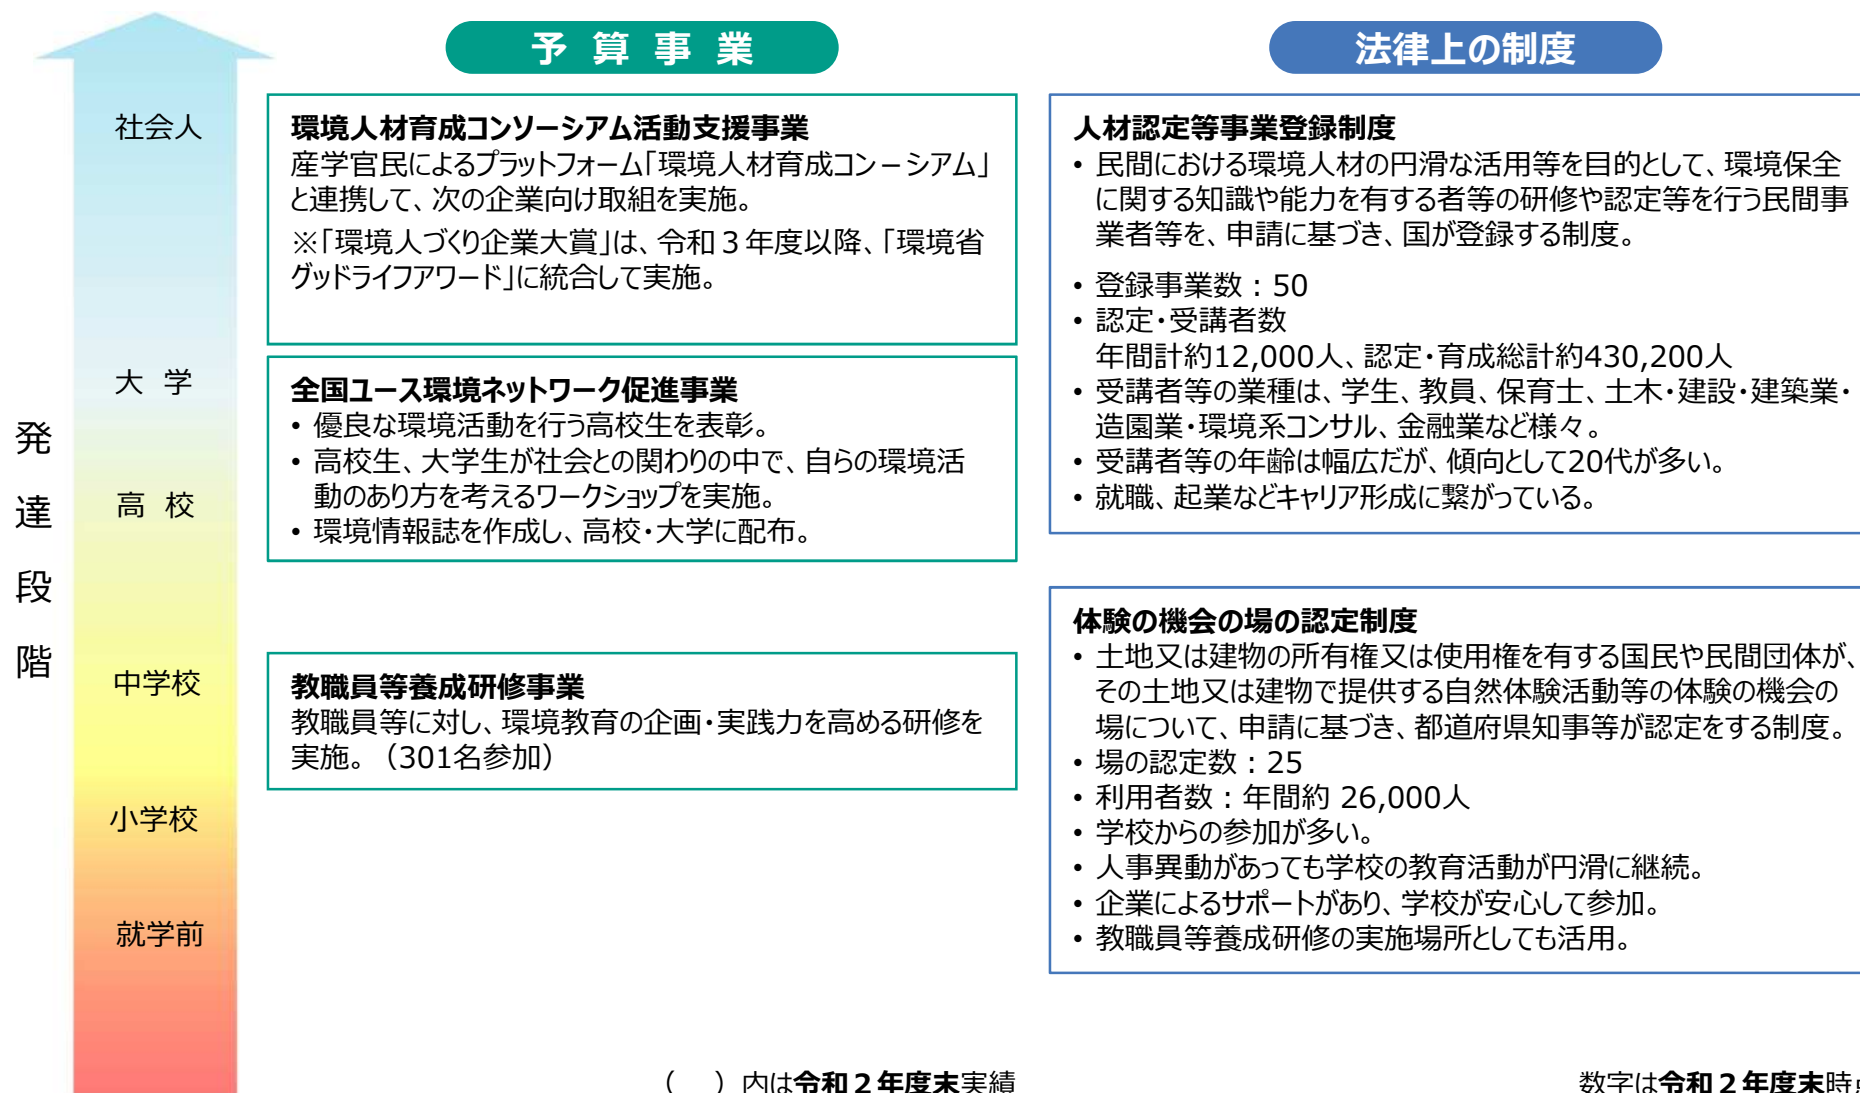 予 算 事 業
法律上の制度
発
達
段
階
社会人
大 学
高 校
中学校
小学校
就学前
環境人材育成コンソーシアム活動支援事業
産学官民によるプラットフォーム「環境人材育成コンーシアム」
と連携して、次の企業向け取組を実施。
※「環境人づくり企業大賞」は、令和３年度以降、「環境省
グッドライフアワード」に統合して実施。
全国ユース環境ネットワーク促進事業
• 優良な環境活動を行う高校生を表彰。
• 高校生、大学生が社会との関わりの中で、自らの環境活
動のあり方を考えるワークショップを実施。
• 環境情報誌を作成し、高校・大学に配布。
教職員等養成研修事業
教職員等に対し、環境教育の企画・実践力を高める研修を
実施。（301名参加）
（　）内は令和２年度末実績
人材認定等事業登録制度
• 民間における環境人材の円滑な活用等を目的として、環境保全
に関する知識や能力を有する者等の研修や認定等を行う民間事
業者等を、申請に基づき、国が登録する制度。
• 登録事業数：50
• 認定・受講者数
年間計約12,000人、認定・育成総計約430,200人
• 受講者等の業種は、学生、教員、保育士、土木・建設・建築業・
造園業・環境系コンサル、金融業など様々。
• 受講者等の年齢は幅広だが、傾向として20代が多い。
• 就職、起業などキャリア形成に繋がっている。
体験の機会の場の認定制度
• 土地又は建物の所有権又は使用権を有する国民や民間団体が、
その土地又は建物で提供する自然体験活動等の体験の機会の
場について、申請に基づき、都道府県知事等が認定をする制度。
• 場の認定数：25
• 利用者数：年間約 26,000人
• 学校からの参加が多い。
• 人事異動があっても学校の教育活動が円滑に継続。
• 企業によるサポートがあり、学校が安心して参加。
• 教職員等養成研修の実施場所としても活用。
数字は令和２年度末時点